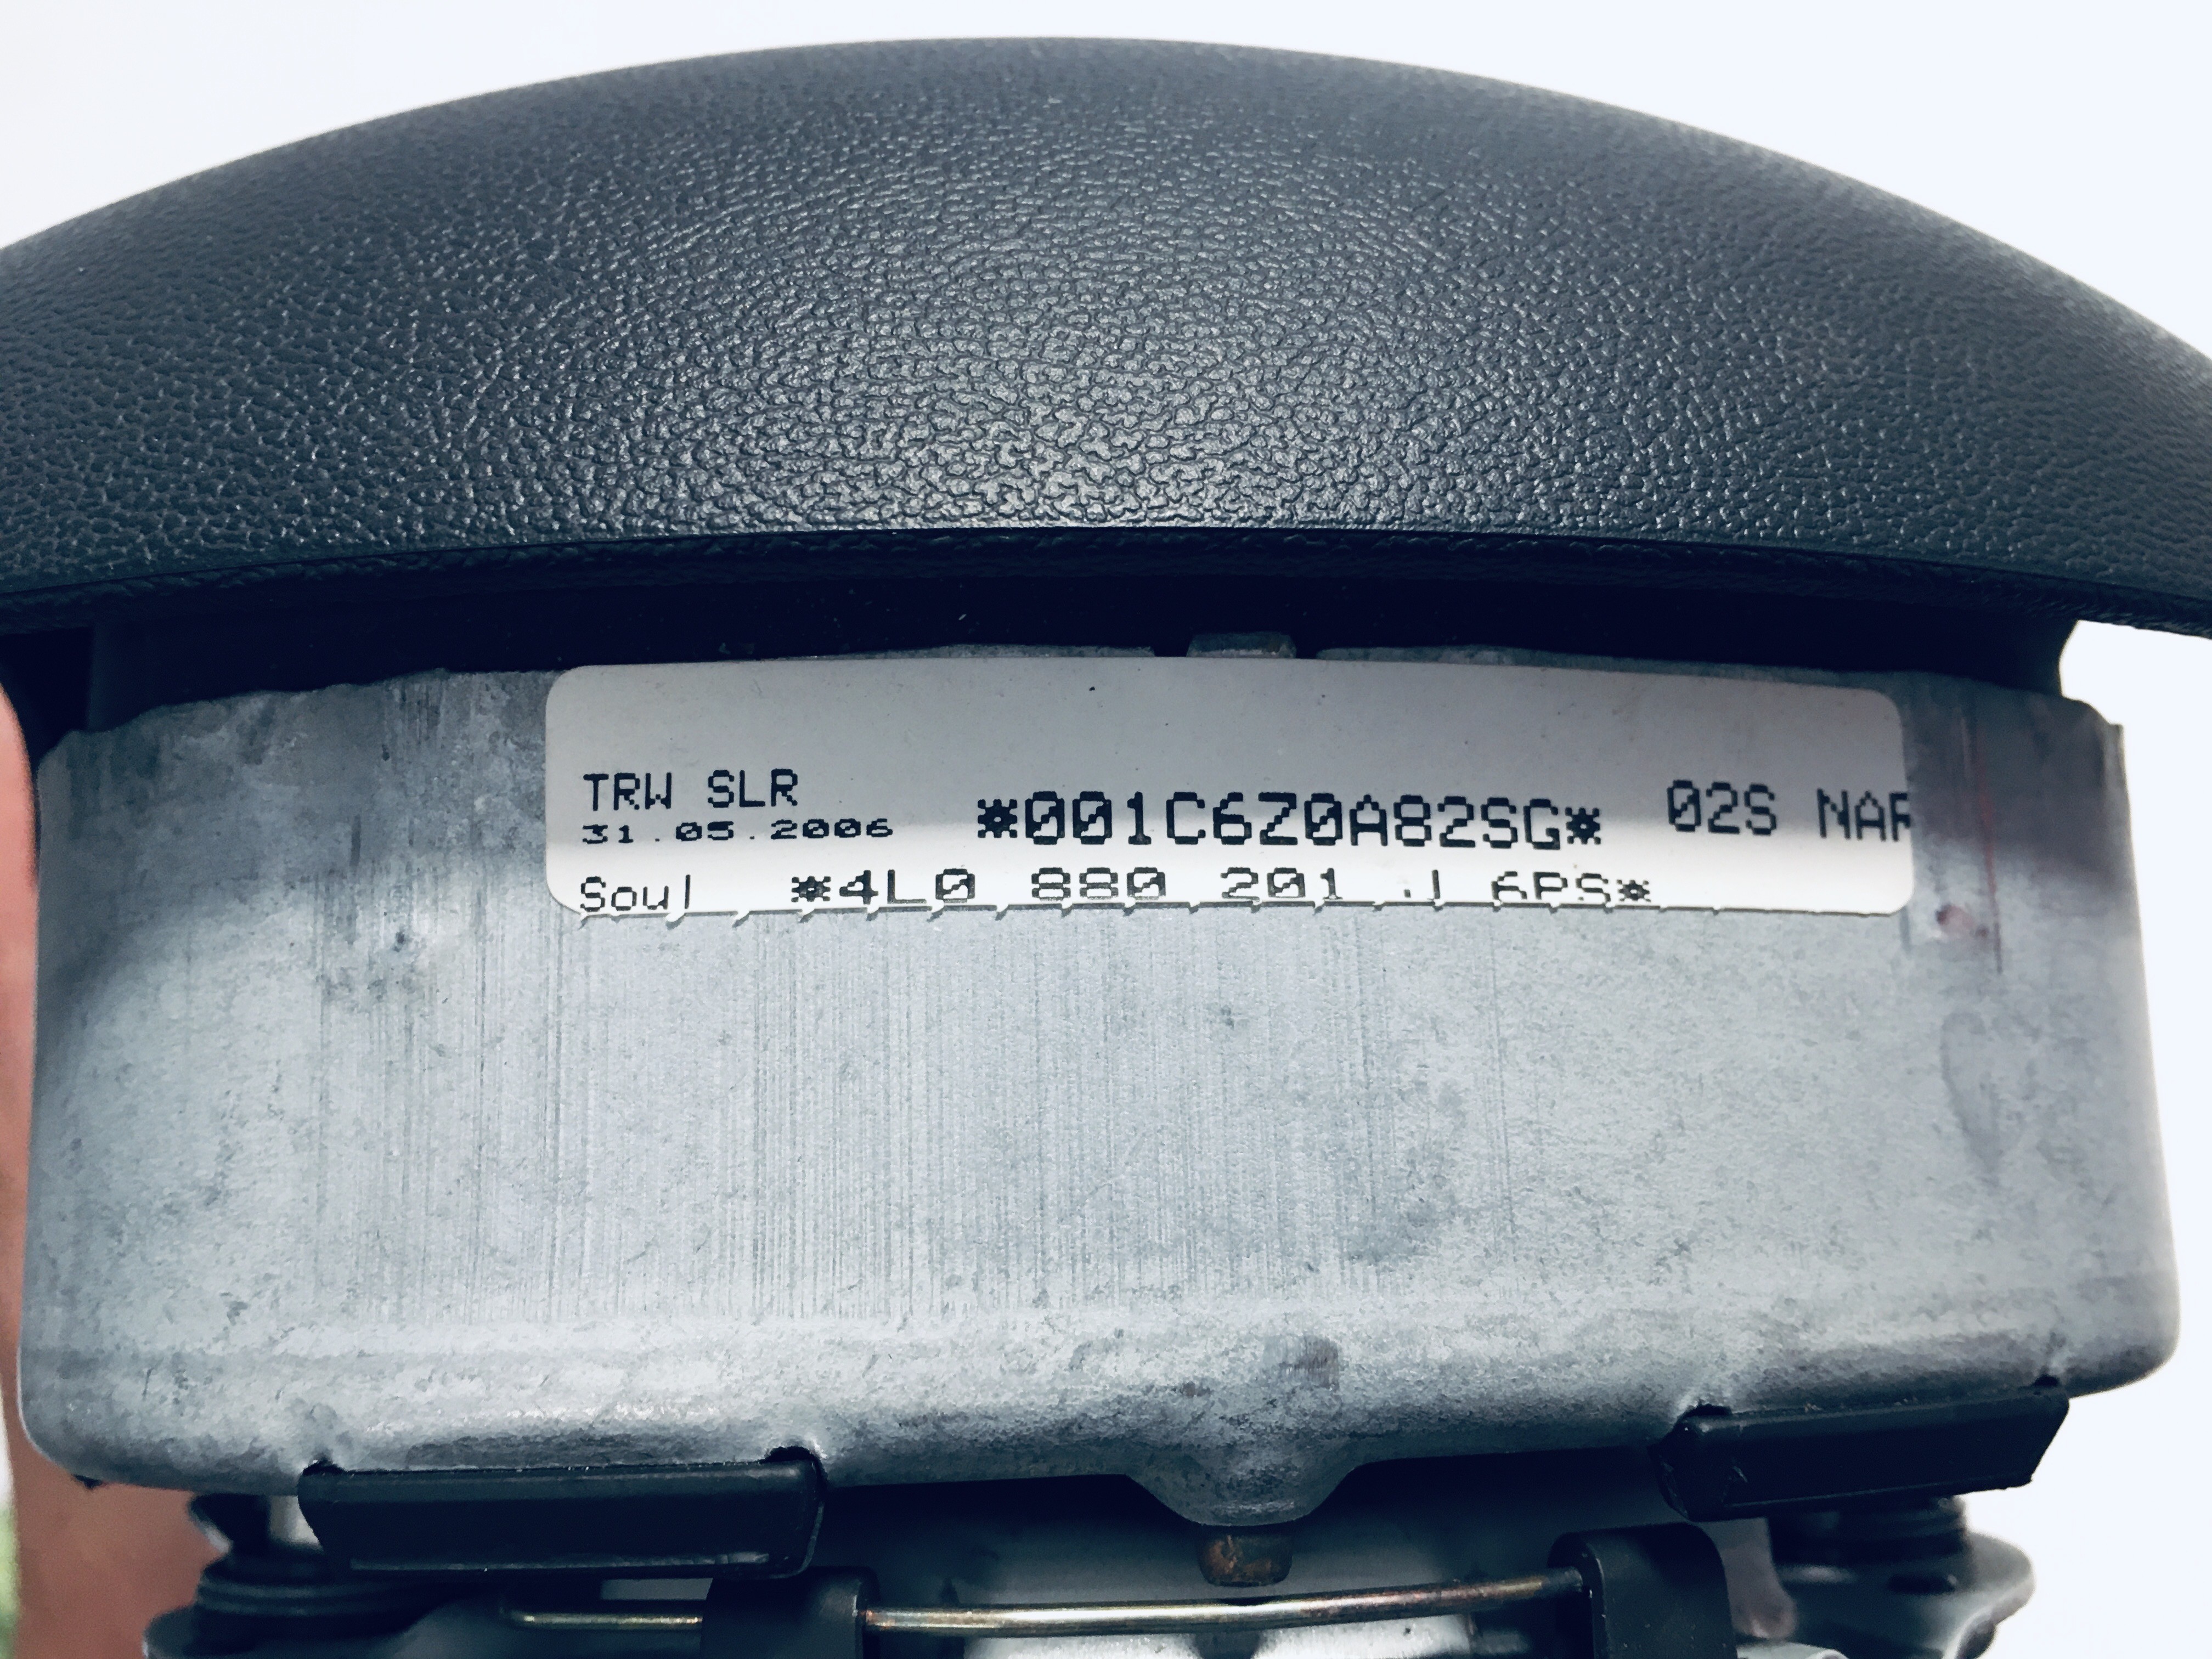 TRW SLR
31.05.2006
*001C6Z0A82SG*
02S NAR
Soul *4L0 880 201 J 6PS*